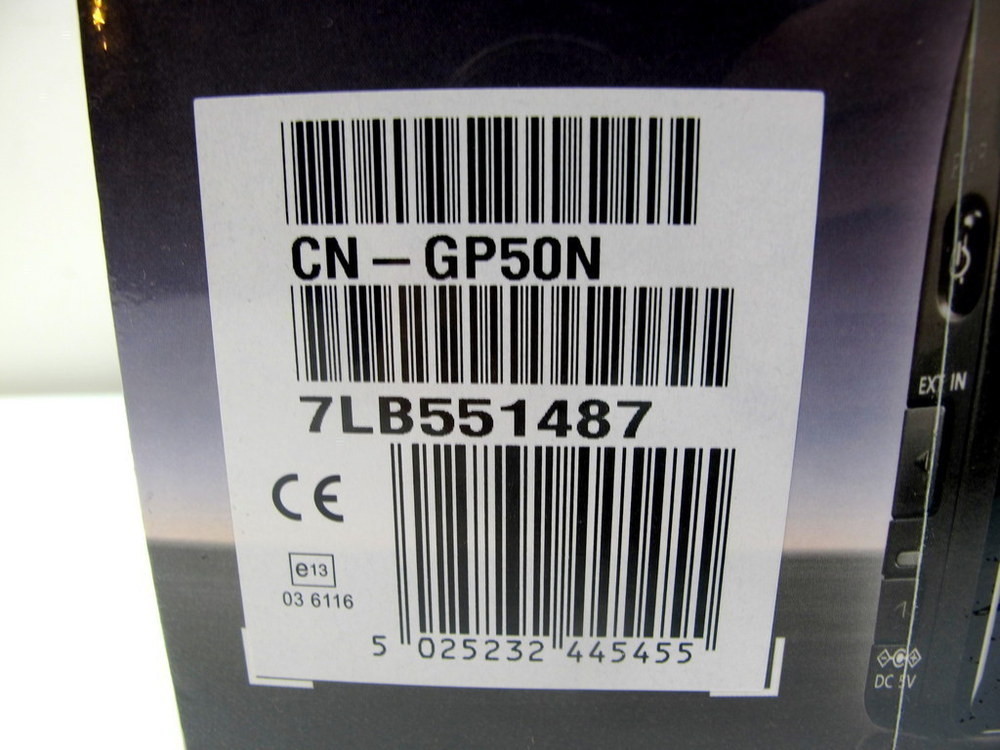 CN-GP50N
7LB551487
CE
e13
03 6116
5 025232 445455
EXT IN
DC 5V